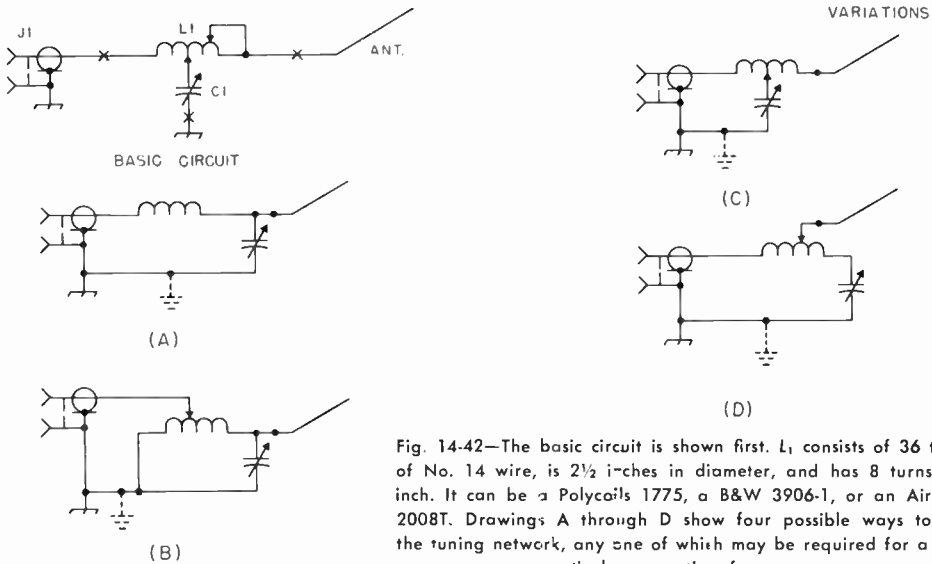 VARIATIONS
J1
L1
ANT.
C1
BASIC CIRCUIT
(A)
(B)
(C)
(D)
Fig. 14-42—The basic circuit is shown first. L₁ consists of 36 t
of No. 14 wire, is 2½ inches in diameter, and has 8 turns
inch. It can be a Polycoils 1775, a B&W 3906-1, or an Air
2008T. Drawings A through D show four possible ways to
the tuning network, any one of which may be required for a